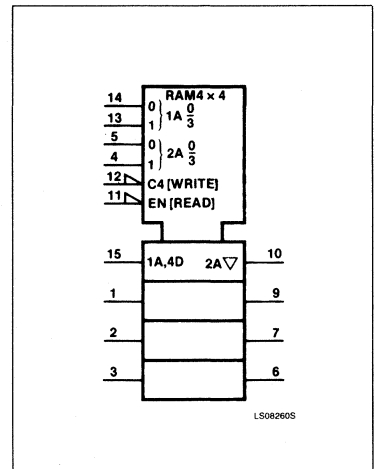 RAM4 × 4
14 0
13 1 } 1A 0/3
5 0
4 1 } 2A 0/3
12 C4 [WRITE]
11 EN [READ]
15 1A,4D 2A▽ 10
1 9
2 7
3 6
LS08260S